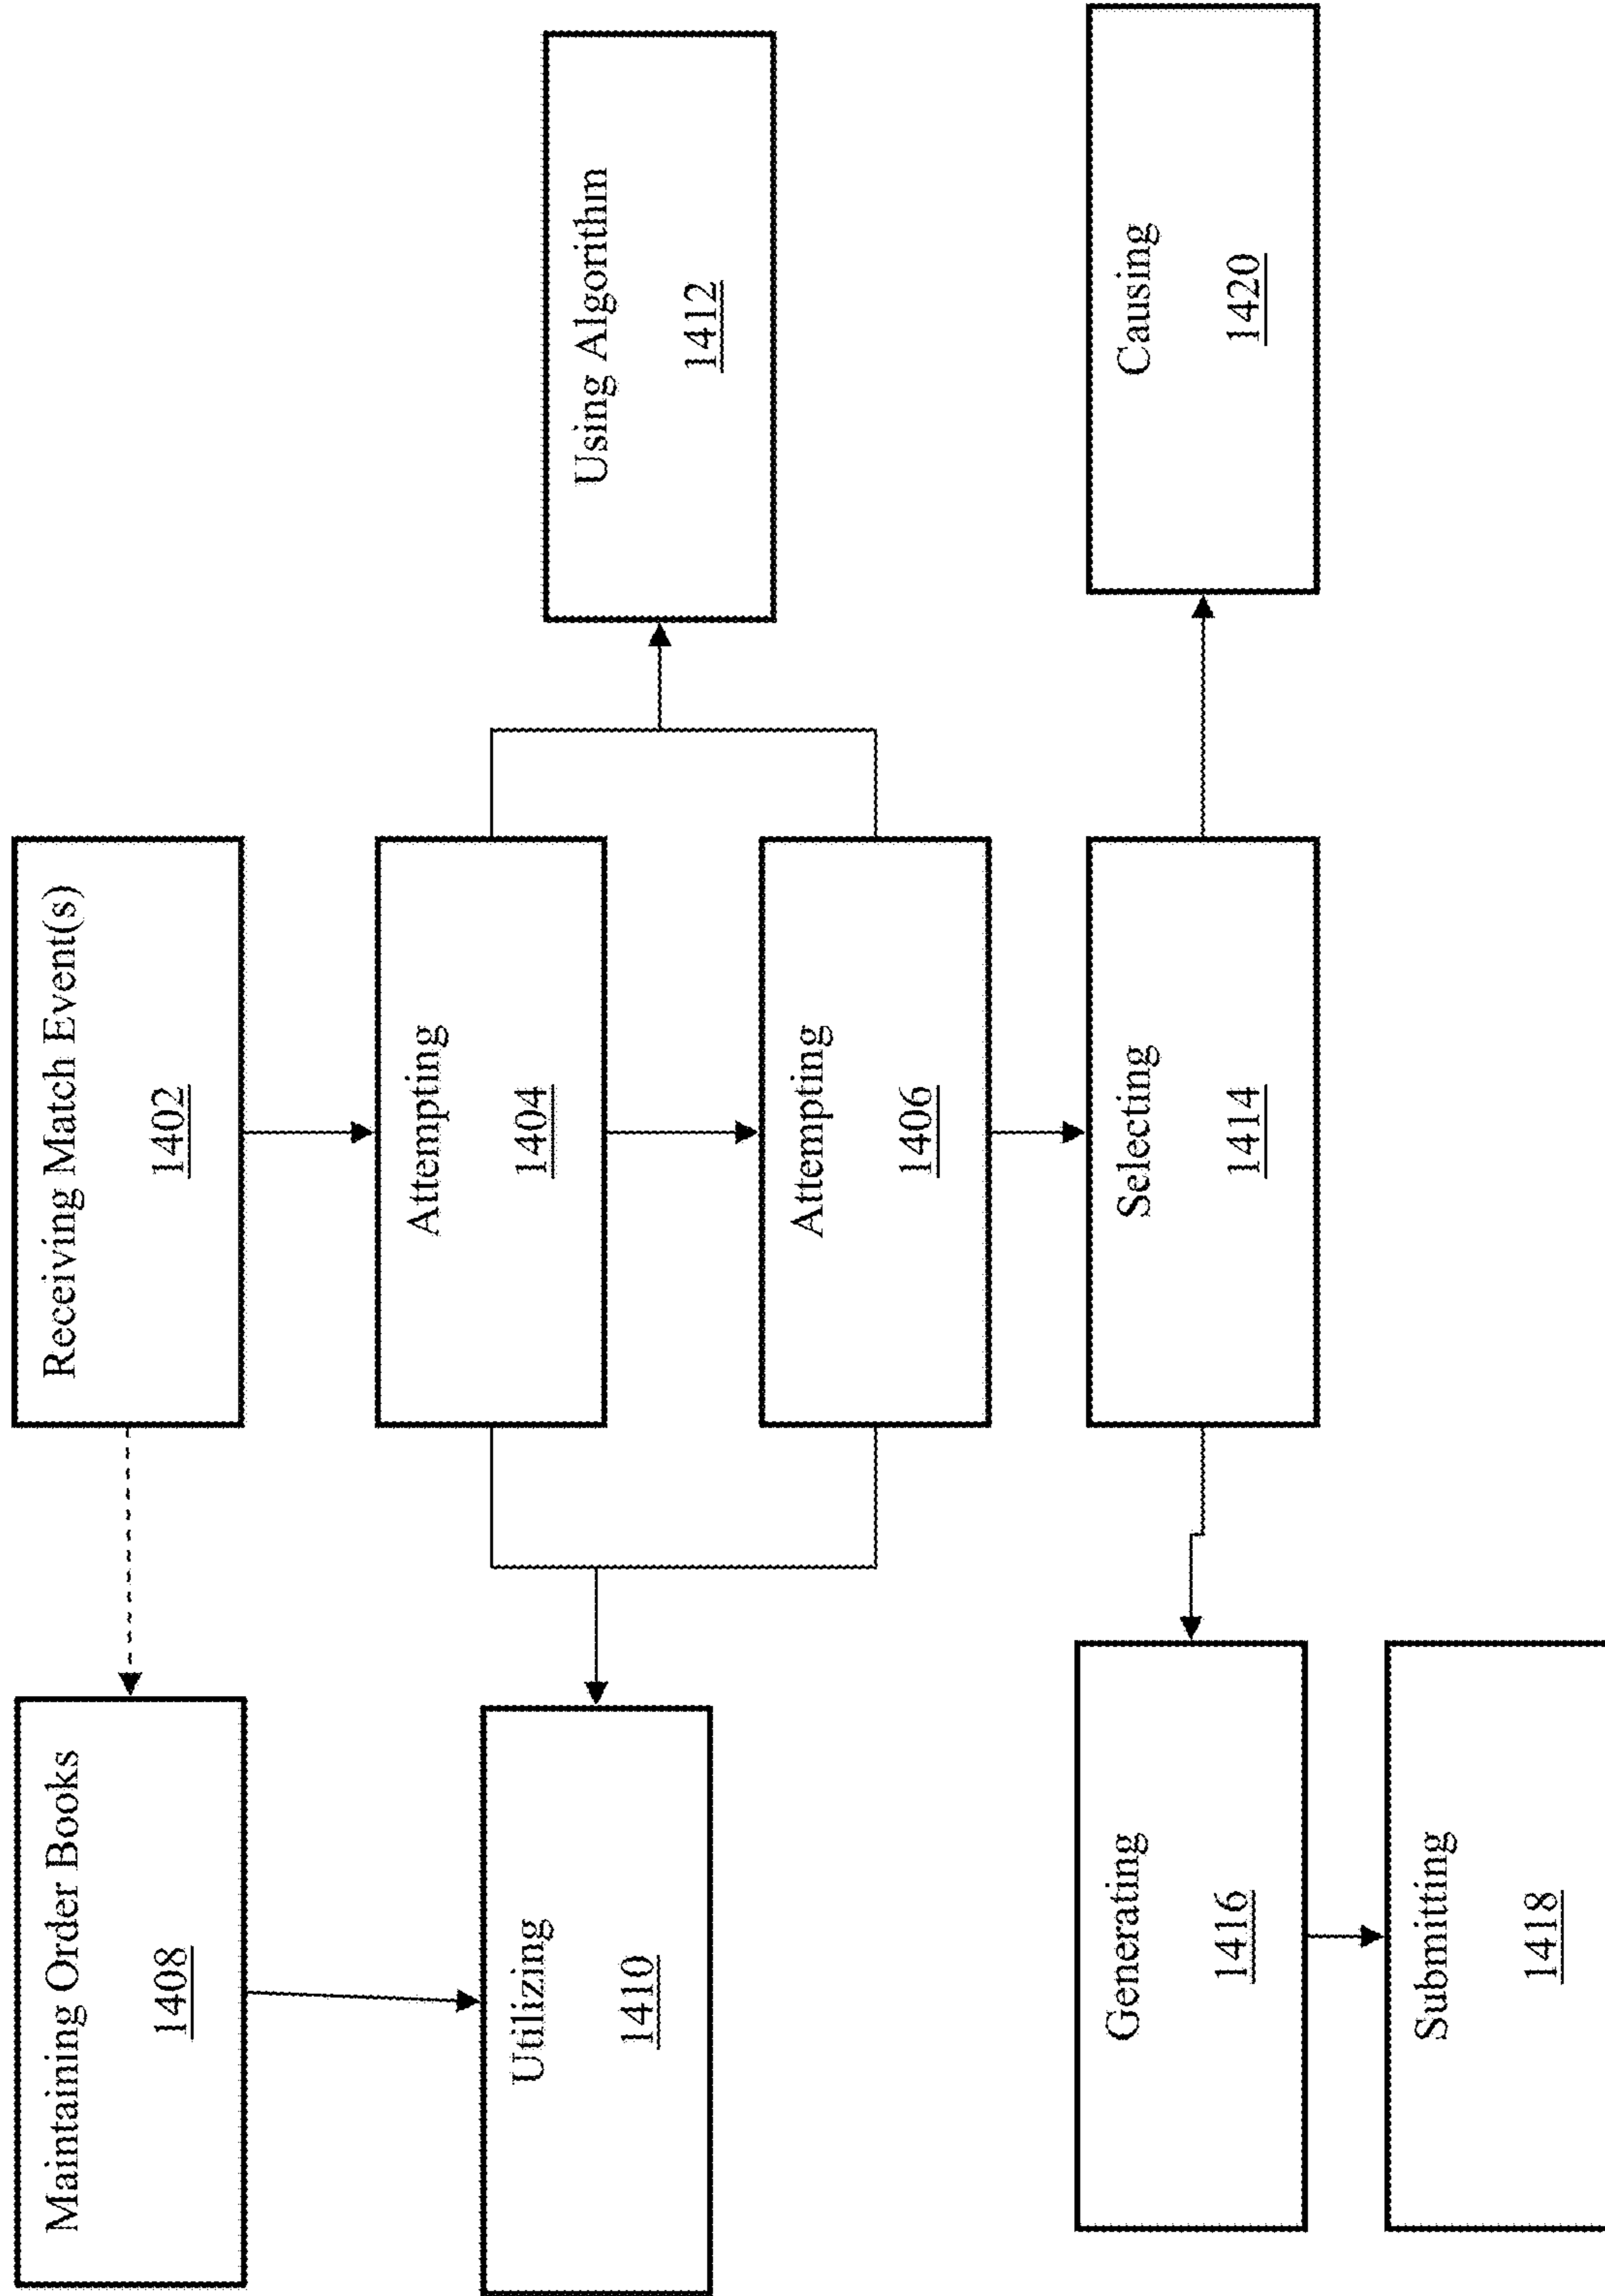 Maintaining Order Books
1408
Receiving Match Event(s)
1402
Attempting
1404
Utilizing
1410
Using Algorithm
1412
Attempting
1406
Generating
1416
Selecting
1414
Causing
1420
Submitting
1418